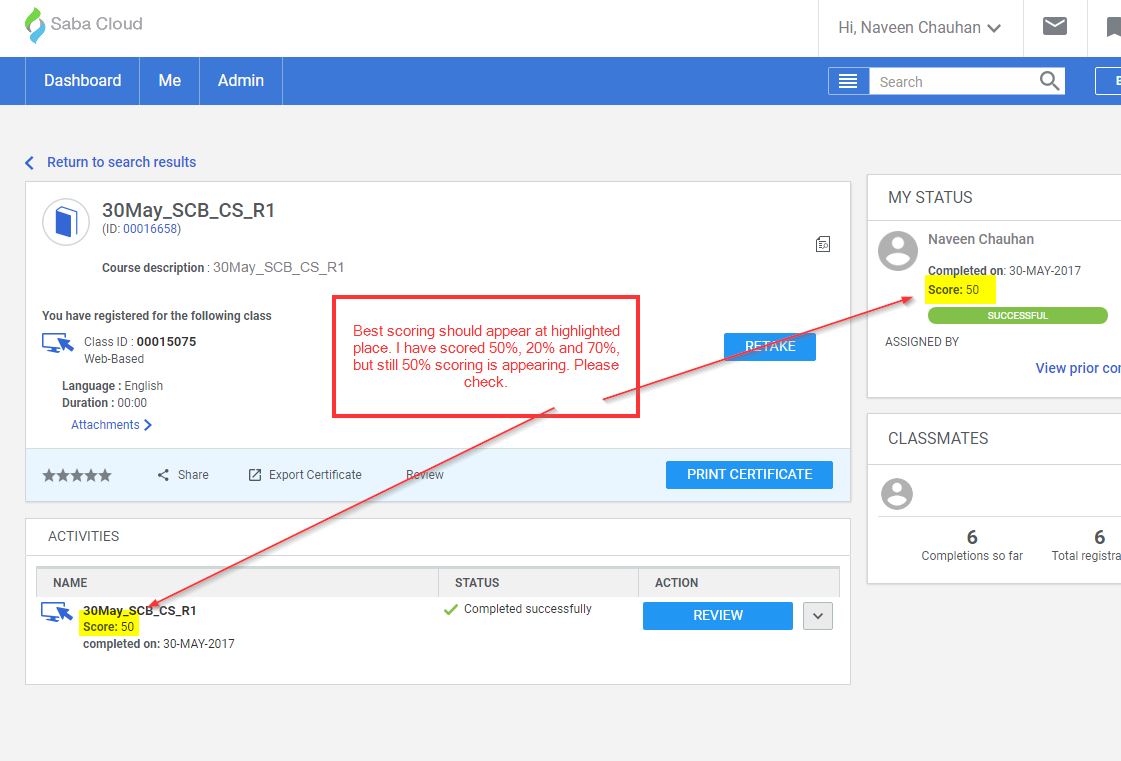 Saba Cloud
Hi, Naveen Chauhan
Dashboard
Me
Admin
Search
Return to search results
30May_SCB_CS_R1
(ID: 00016658)
Course description : 30May_SCB_CS_R1
You have registered for the following class
Class ID : 00015075
Web-Based
Language : English
Duration : 00:00
Attachments
Best scoring should appear at highlighted
place. I have scored 50%, 20% and 70%,
but still 50% scoring is appearing. Please
check.
RETAKE
Share
Export Certificate
Review
PRINT CERTIFICATE
ACTIVITIES
NAME
STATUS
ACTION
30May_SCB_CS_R1
Score: 50
completed on: 30-MAY-2017
Completed successfully
REVIEW
MY STATUS
Naveen Chauhan
Completed on: 30-MAY-2017
Score: 50
SUCCESSFUL
ASSIGNED BY
View prior
CLASSMATES
6
Completions so far
6
Total